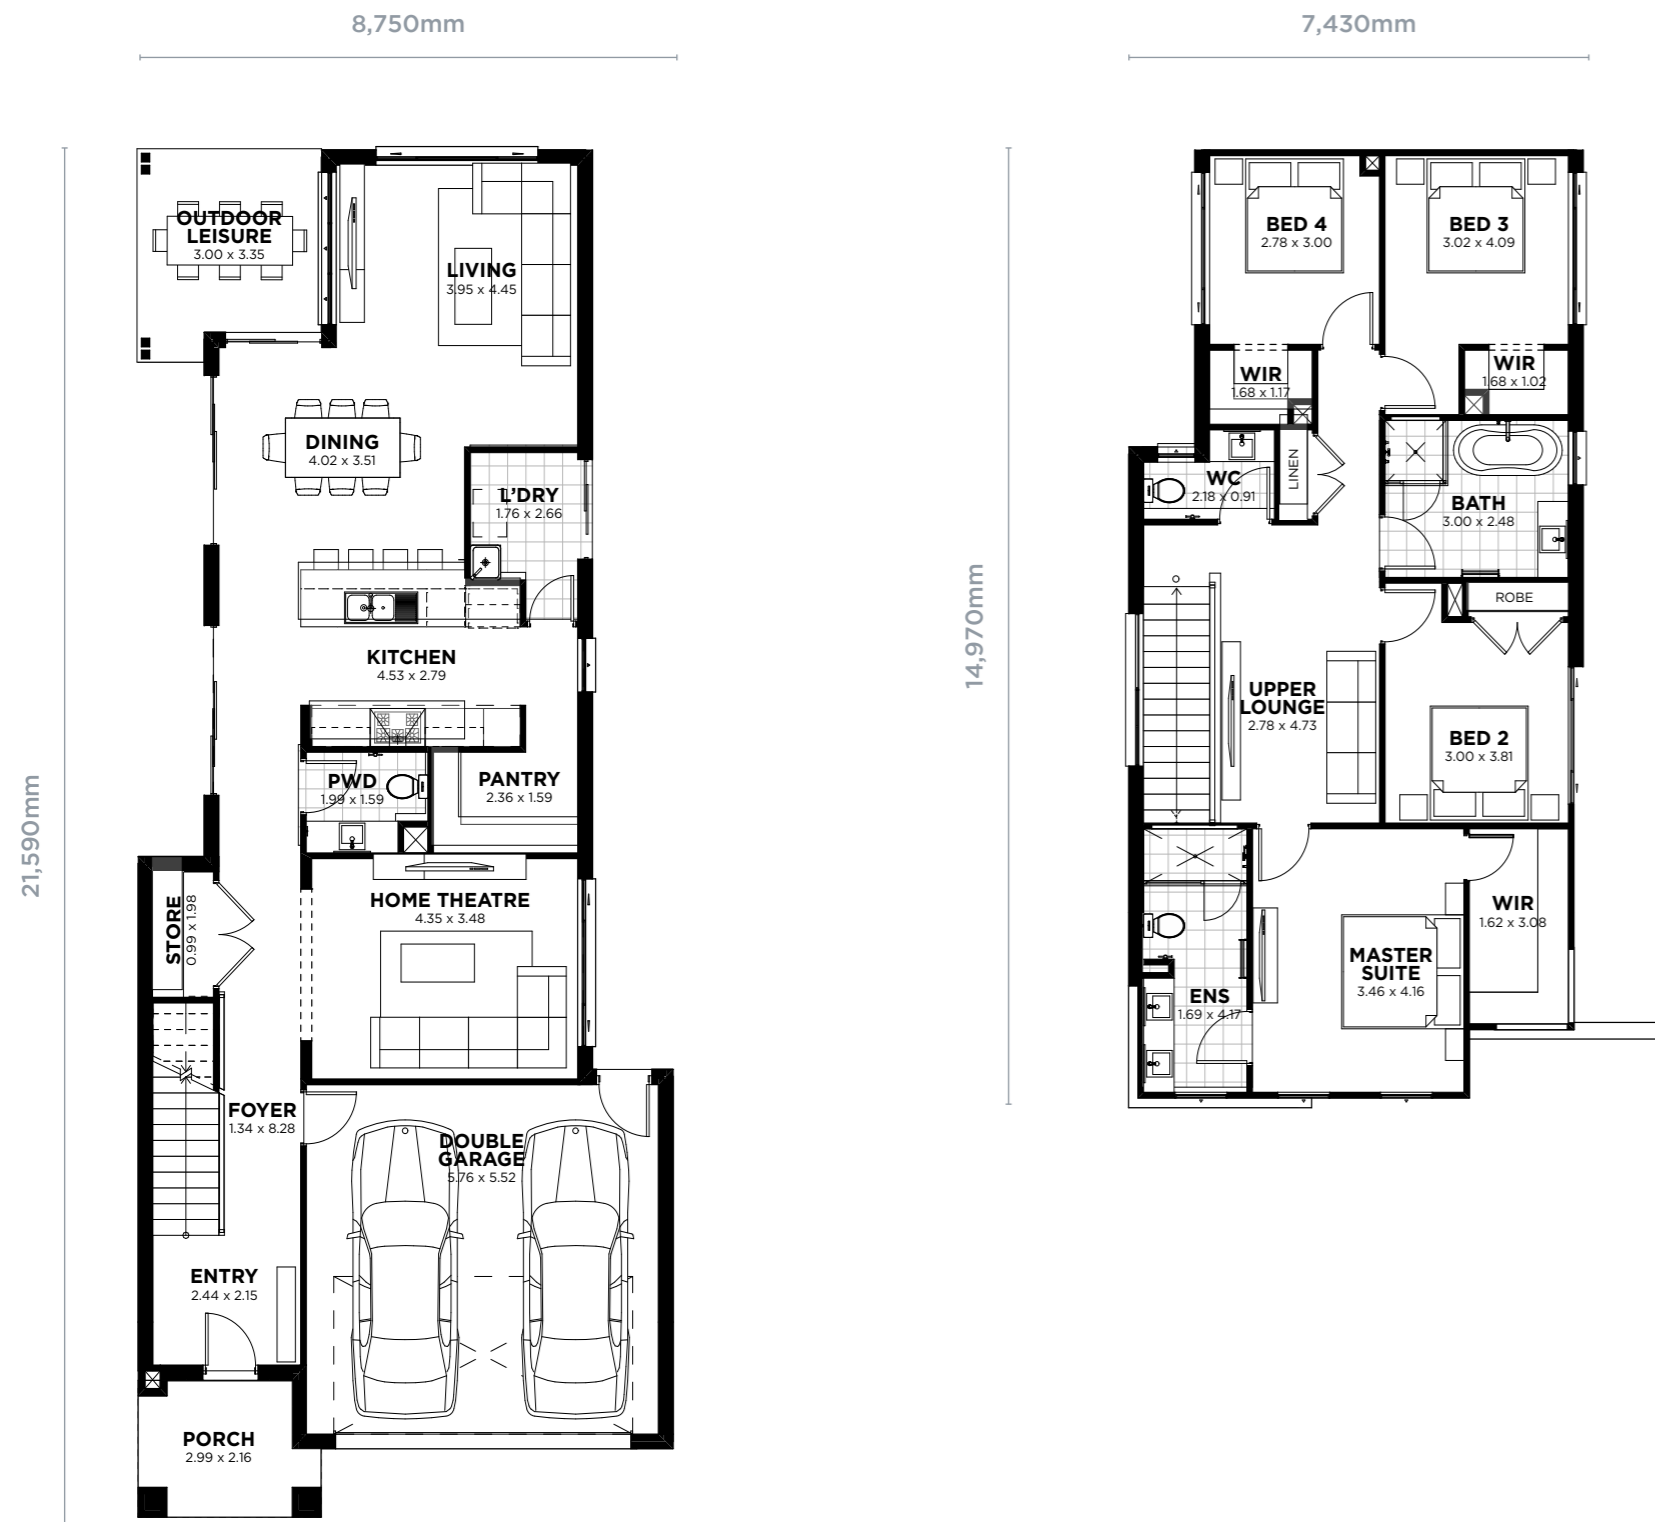 8,750mm
7,430mm
21,590mm
14,970mm
OUTDOOR
LEISURE
3.00 x 3.35
LIVING
3.95 x 4.45
DINING
4.02 x 3.51
L'DRY
1.76 x 2.66
KITCHEN
4.53 x 2.79
PWD
1.99 x 1.59
PANTRY
2.36 x 1.59
HOME THEATRE
4.35 x 3.48
STORE
0.99 x 1.98
FOYER
1.34 x 8.28
DOUBLE
GARAGE
5.76 x 5.52
ENTRY
2.44 x 2.15
PORCH
2.99 x 2.16
BED 4
2.78 x 3.00
BED 3
3.02 x 4.09
WIR
1.68 x 1.17
WIR
1.68 x 1.02
WC
2.18 x 0.91
LINEN
BATH
3.00 x 2.48
ROBE
UPPER
LOUNGE
2.78 x 4.73
BED 2
3.00 x 3.81
MASTER
SUITE
3.46 x 4.16
WIR
1.62 x 3.08
ENS
1.69 x 4.17